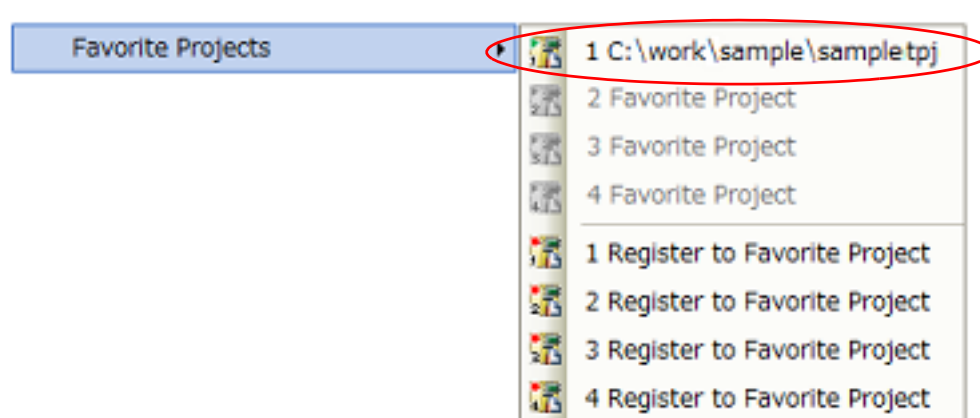 Favorite Projects
1 C:\work\sample\sample.tpj
2 Favorite Project
3 Favorite Project
4 Favorite Project
1 Register to Favorite Project
2 Register to Favorite Project
3 Register to Favorite Project
4 Register to Favorite Project